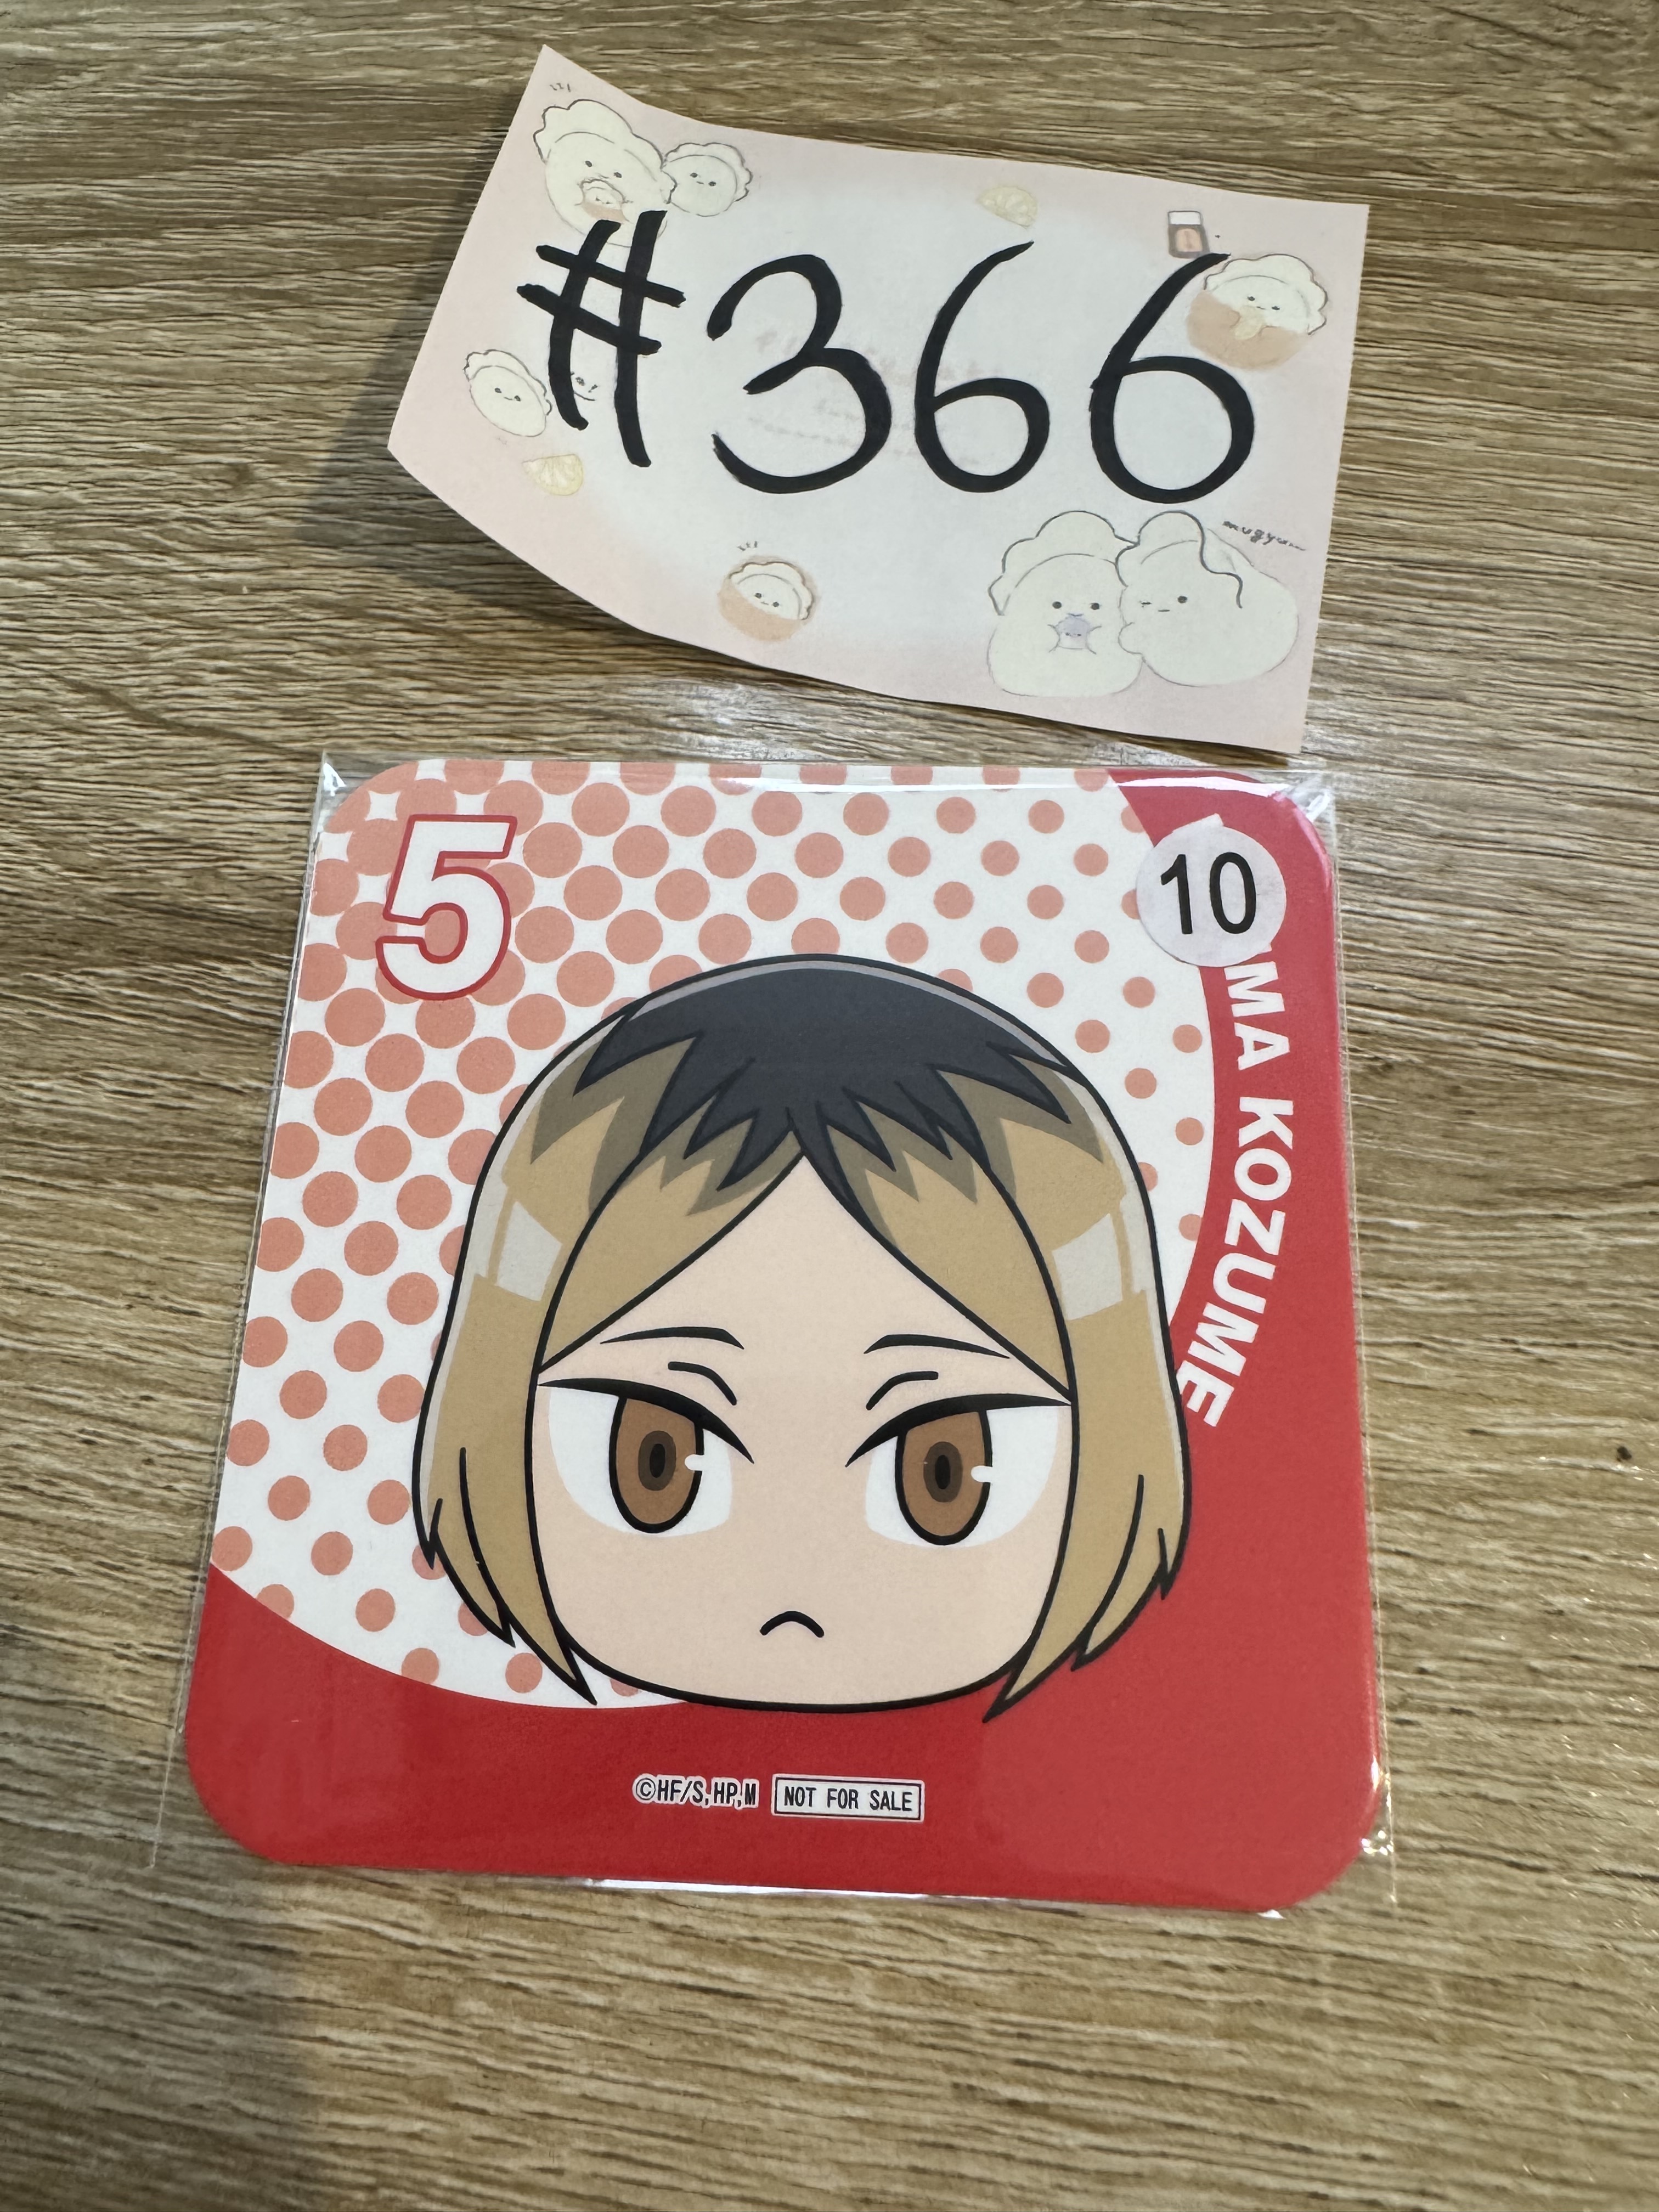 #366
mugyu
5
10
MA KOZUME
©HF/S,HP,M
NOT FOR SALE